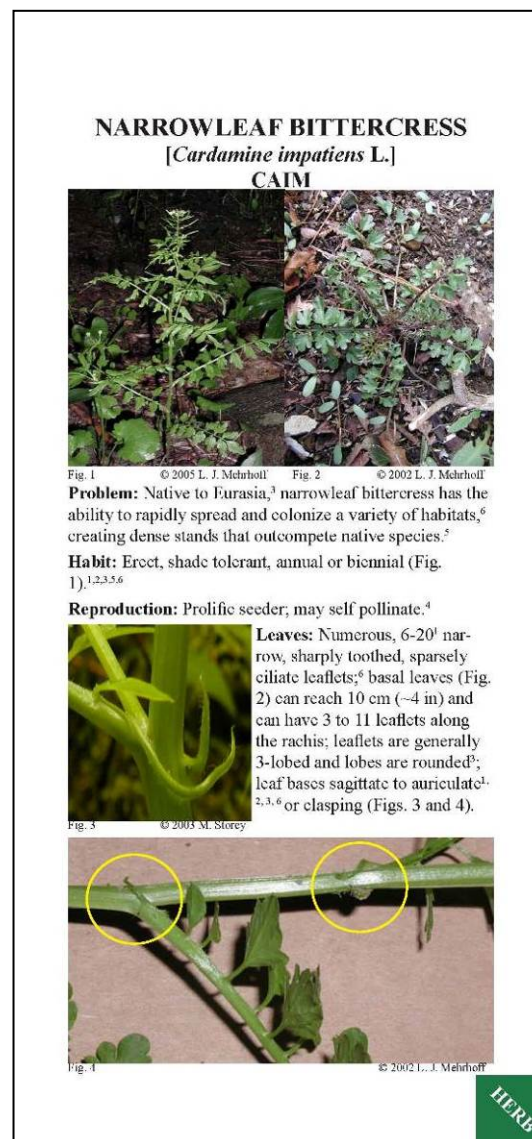 NARROWLEAF BITTERCRESS
[Cardamine impatiens L.]
CAIM
Fig. 1 © 2005 L. J. Mehrhoff Fig. 2 © 2002 L. J. Mehrhoff
Problem: Native to Eurasia,3 narrowleaf bittercress has the
ability to rapidly spread and colonize a variety of habitats,6
creating dense stands that outcompete native species.5
Habit: Erect, shade tolerant, annual or biennial (Fig.
1).1,2,3,5,6
Reproduction: Prolific seeder; may self pollinate.4
Leaves: Numerous, 6-201 nar-
row, sharply toothed, sparsely
ciliate leaflets;6 basal leaves (Fig.
2) can reach 10 cm (~4 in) and
can have 3 to 11 leaflets along
the rachis; leaflets are generally
3-lobed and lobes are rounded3;
leaf bases sagittate to auriculate1,
2, 3, 6 or clasping (Figs. 3 and 4).
Fig. 3 © 2003 M. Storey
Fig. 4 © 2002 L. J. Mehrhoff
HERB